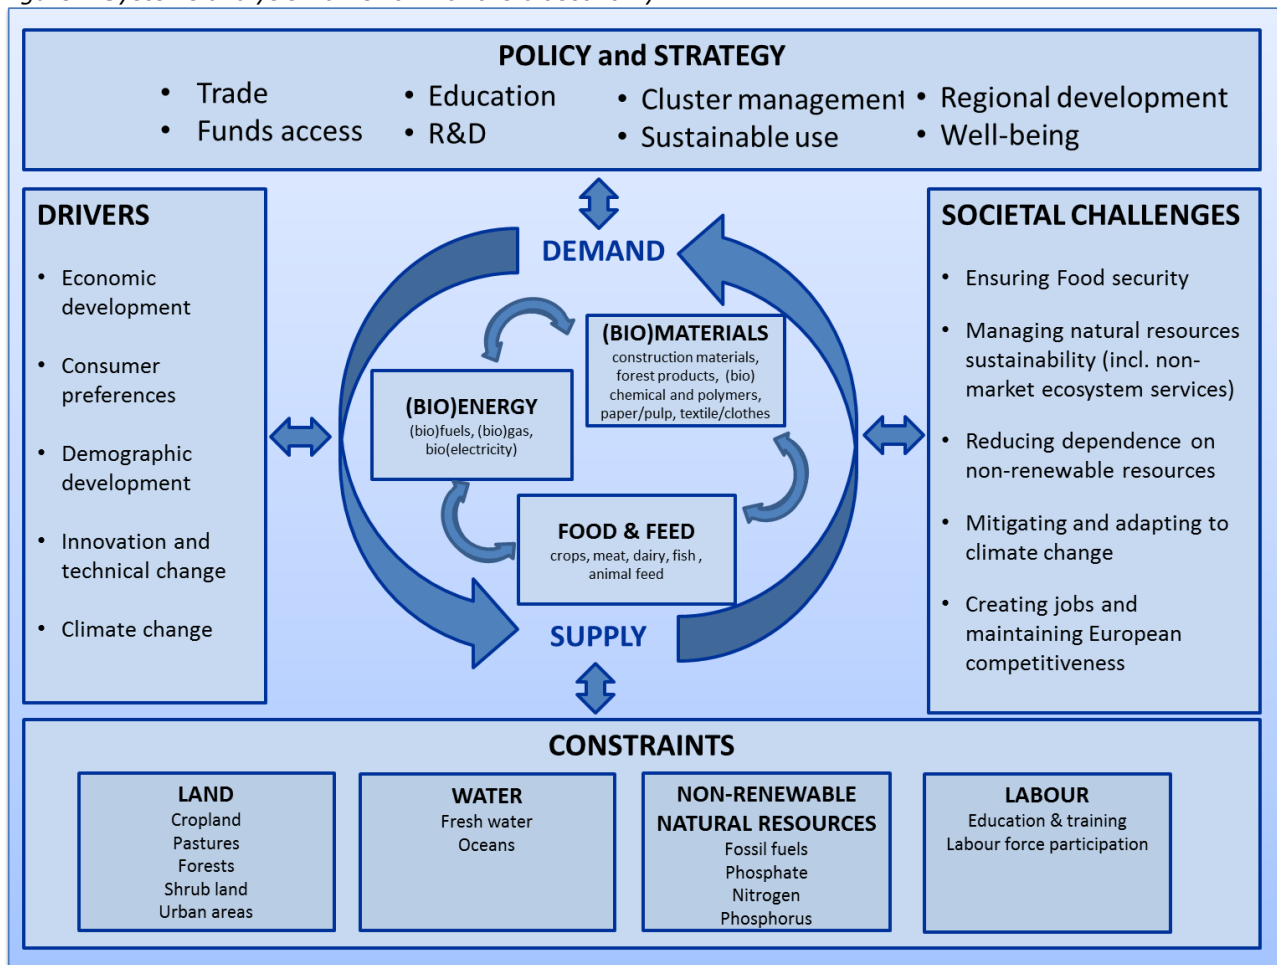 POLICY and STRATEGY
• Trade
• Funds access
• Education
• R&D
• Cluster management
• Sustainable use
• Regional development
• Well-being
DRIVERS
• Economic
development
• Consumer
preferences
• Demographic
development
• Innovation and
technical change
• Climate change
DEMAND
(BIO)MATERIALS
construction materials,
forest products, (bio)
chemical and polymers,
paper/pulp, textile/clothes
(BIO)ENERGY
(bio)fuels, (bio)gas,
bio(electricity)
FOOD & FEED
crops, meat, dairy, fish ,
animal feed
SUPPLY
SOCIETAL CHALLENGES
• Ensuring Food security
• Managing natural resources
sustainability (incl. non-
market ecosystem services)
• Reducing dependence on
non-renewable resources
• Mitigating and adapting to
climate change
• Creating jobs and
maintaining European
competitiveness
CONSTRAINTS
LAND
Cropland
Pastures
Forests
Shrub land
Urban areas
WATER
Fresh water
Oceans
NON-RENEWABLE
NATURAL RESOURCES
Fossil fuels
Phosphate
Nitrogen
Phosphorus
LABOUR
Education & training
Labour force participation